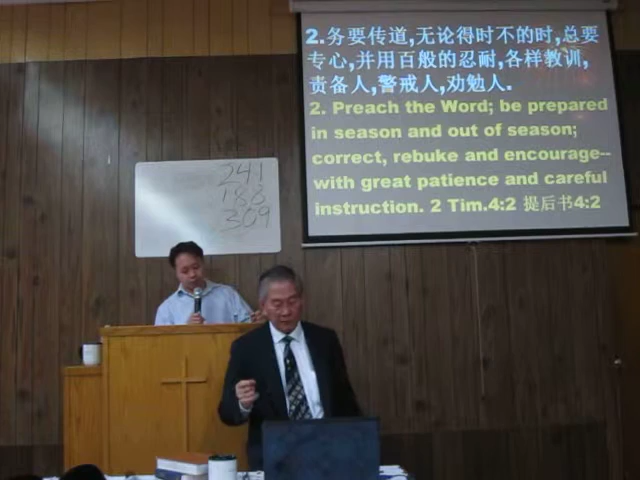 2.务要传道,无论得时不的时,总要
专心,并用百般的忍耐,各样教训,
责备人,警戒人,劝勉人.
2. Preach the Word; be prepared
in season and out of season;
correct, rebuke and encourage--
with great patience and careful
instruction. 2 Tim.4:2 提后书4:2
241
188
309